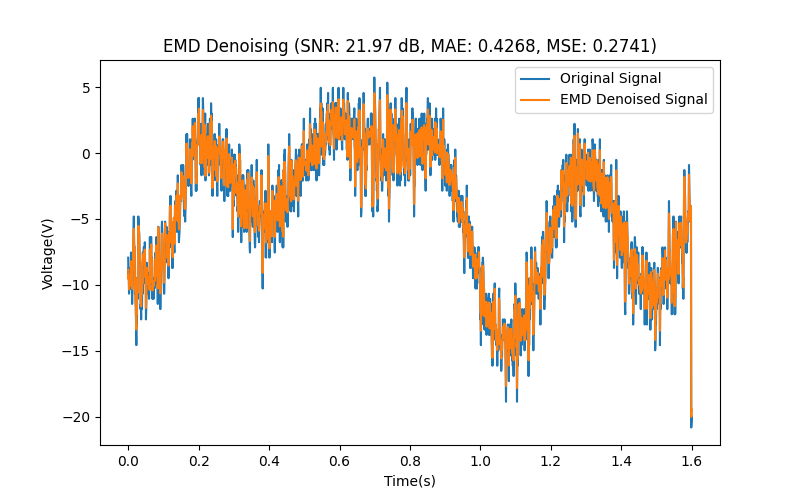 EMD Denoising (SNR: 21.97 dB, MAE: 0.4268, MSE: 0.2741)
Original Signal
EMD Denoised Signal
5
0
−5
−10
−15
−20
Voltage(V)
0.0 0.2 0.4 0.6 0.8 1.0 1.2 1.4 1.6
Time(s)